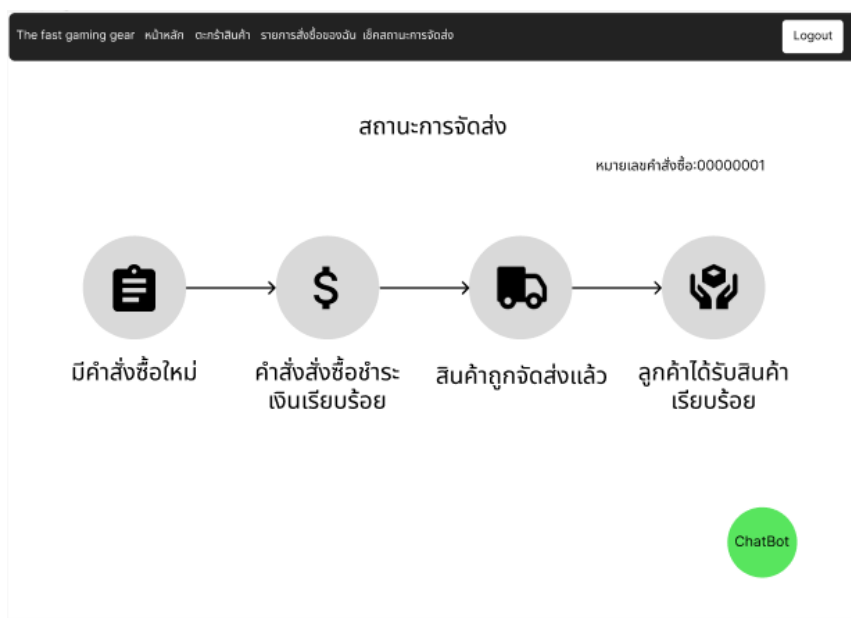 The fast gaming gear หน้าหลัก ตะกร้าสินค้า รายการสั่งซื้อของฉัน เช็คสถานะการจัดส่ง Logout
สถานะการจัดส่ง
หมายเลขคำสั่งซื้อ:00000001
มีคำสั่งซื้อใหม่
คำสั่งสั่งซื้อชำระ
เงินเรียบร้อย
สินค้าถูกจัดส่งแล้ว
ลูกค้าได้รับสินค้า
เรียบร้อย
ChatBot